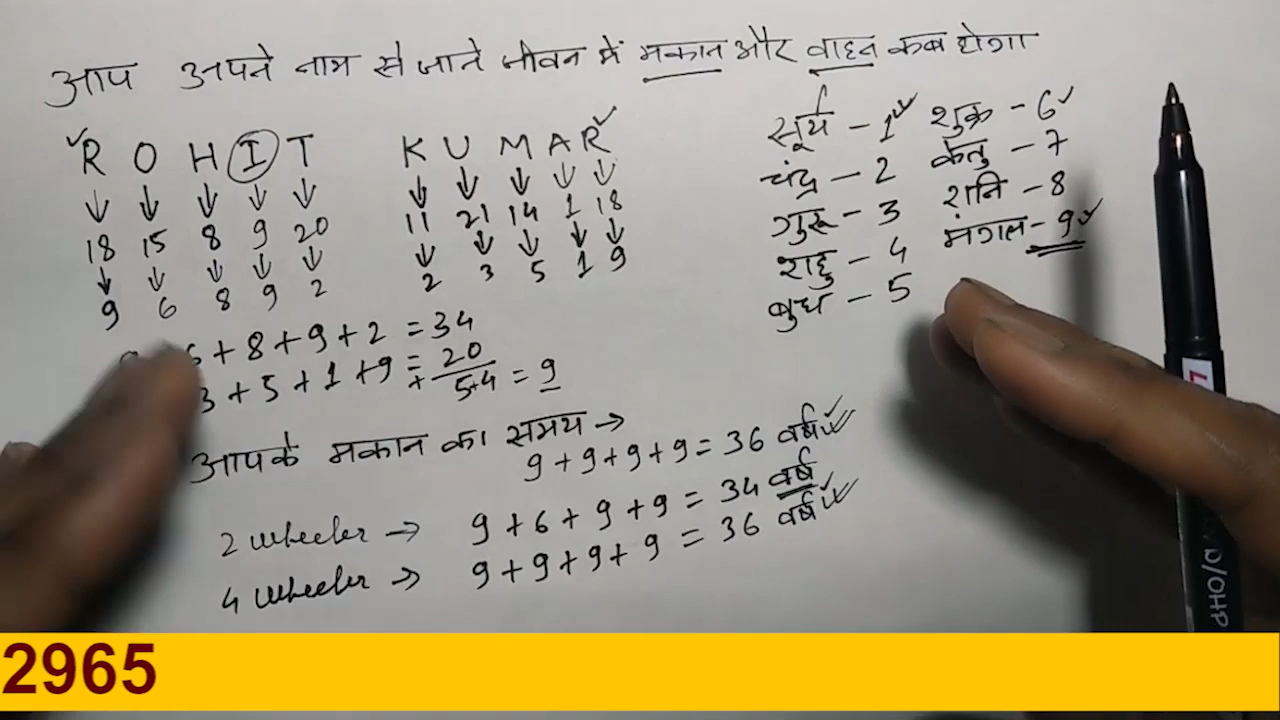 आप अपने नाम से जाने जीवन में मकान और वाहन कब होगा
R O H I T K U M A R
18 15 8 9 20 11 21 14 1 18
9 6 8 9 2 2 3 5 1 9
6 + 8 + 9 + 2 = 34
3 + 5 + 1 + 9 = 20
+ 5+4 = 9
सूर्य - 1
चंद्र - 2
गुरू - 3
राहु - 4
बुध - 5
शुक्र - 6
केतु - 7
शनि - 8
मंगल - 9
आपके मकान का समय →
9 + 9 + 9 + 9 = 36 वर्ष
2 wheeler → 9 + 6 + 9 + 9 = 34 वर्ष
4 wheeler → 9 + 9 + 9 + 9 = 36 वर्ष
2965